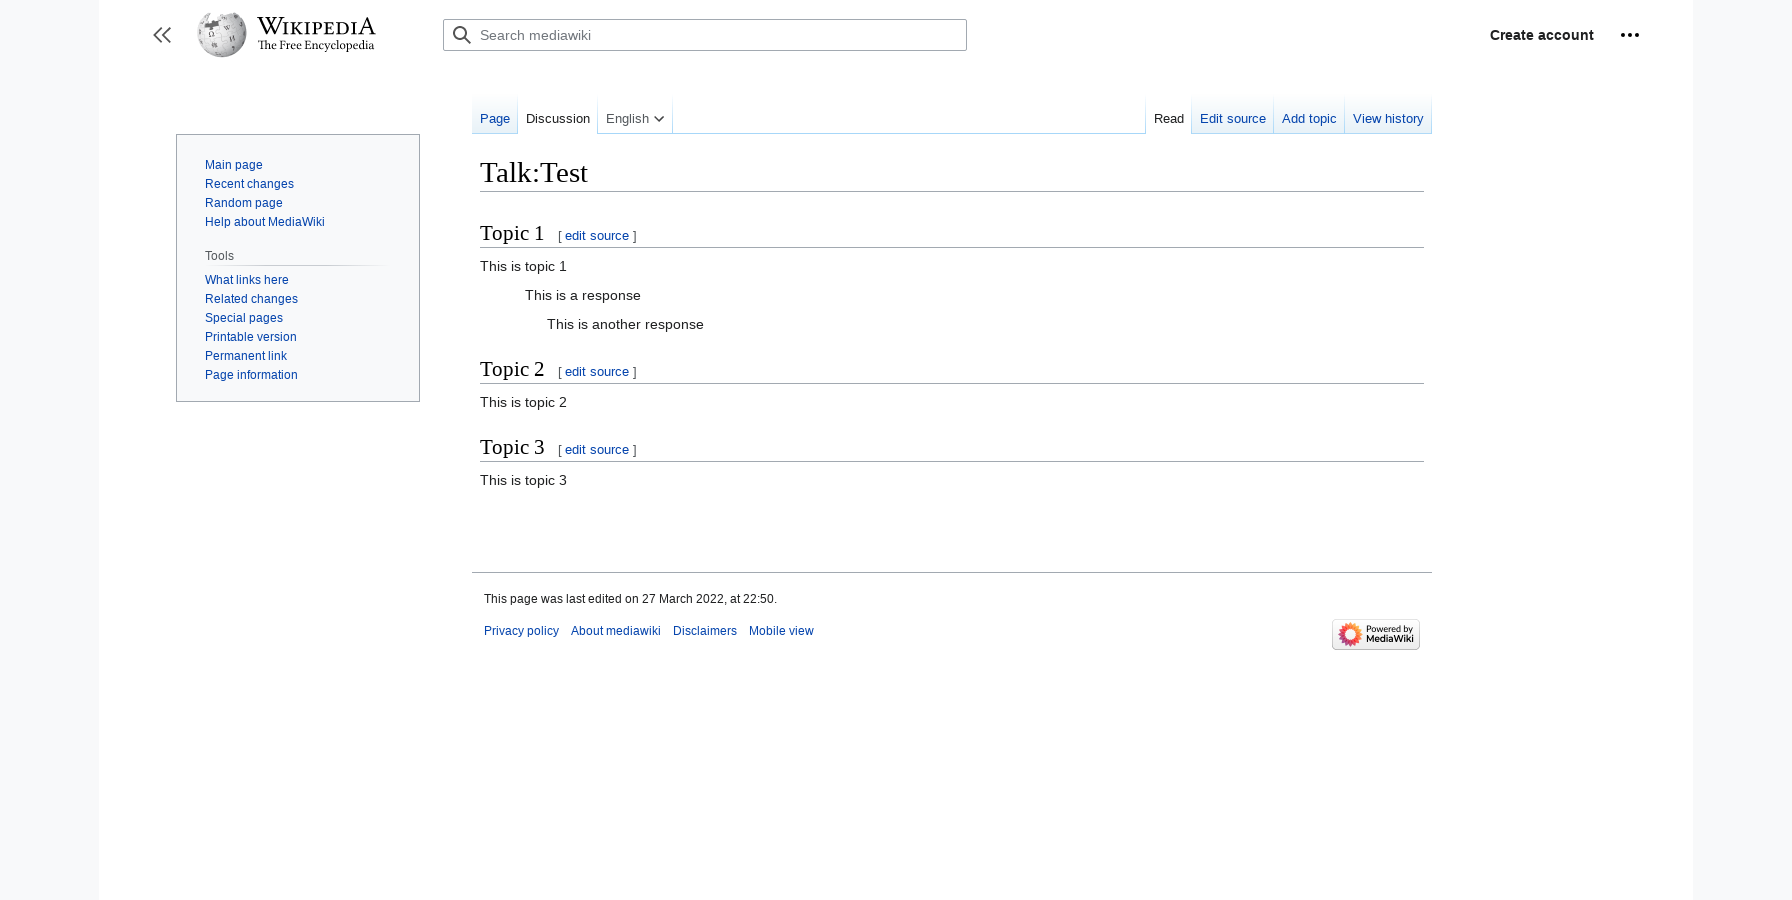 WIKIPEDIA
The Free Encyclopedia
Search mediawiki
Create account
Page Discussion English Read Edit source Add topic View history
Main page
Recent changes
Random page
Help about MediaWiki
Tools
What links here
Related changes
Special pages
Printable version
Permanent link
Page information
Talk:Test
Topic 1 [ edit source ]
This is topic 1
This is a response
This is another response
Topic 2 [ edit source ]
This is topic 2
Topic 3 [ edit source ]
This is topic 3
This page was last edited on 27 March 2022, at 22:50.
Privacy policy About mediawiki Disclaimers Mobile view
Powered by
MediaWiki